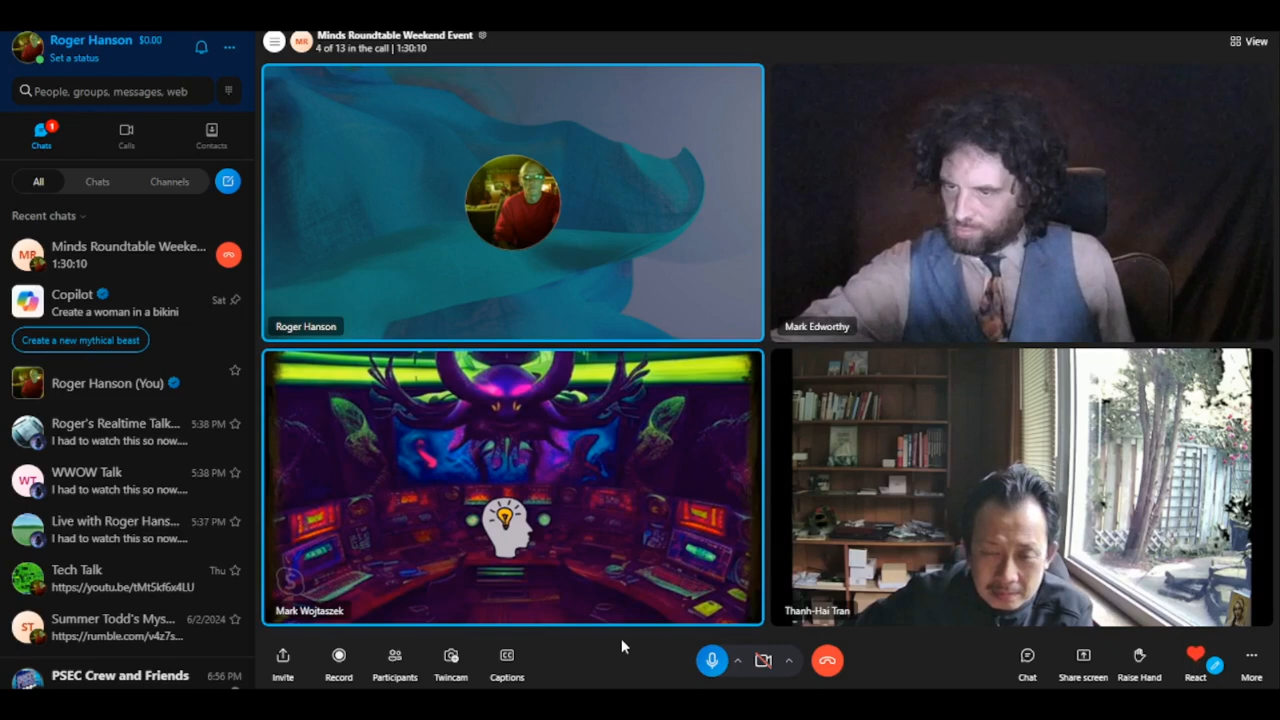 Roger Hanson $0.00
Set a status
People, groups, messages, web
Chats 1
Calls
Contacts
All
Chats
Channels
Recent chats
MR
Minds Roundtable Weeke...
1:30:10
Copilot
Sat
Create a woman in a bikini
Create a new mythical beast
Roger Hanson (You)
Roger's Realtime Talk... 5:38 PM
I had to watch this so now....
WT
WWOW Talk 5:38 PM
I had to watch this so now....
Live with Roger Hans... 5:37 PM
I had to watch this so now....
Tech Talk Thu
https://youtu.be/tMtSkf6x4LU
ST
Summer Todd's Mys... 6/2/2024
https://rumble.com/v4z7s...
PSEC Crew and Friends 6:56 PM
MR
Minds Roundtable Weekend Event
4 of 13 in the call | 1:30:10
View
Roger Hanson
Mark Edworthy
Mark Wojtaszek
Thanh-Hai Tran
Invite
Record
Participants
Twincam
CC
Captions
Chat
Share screen
Raise Hand
React
More